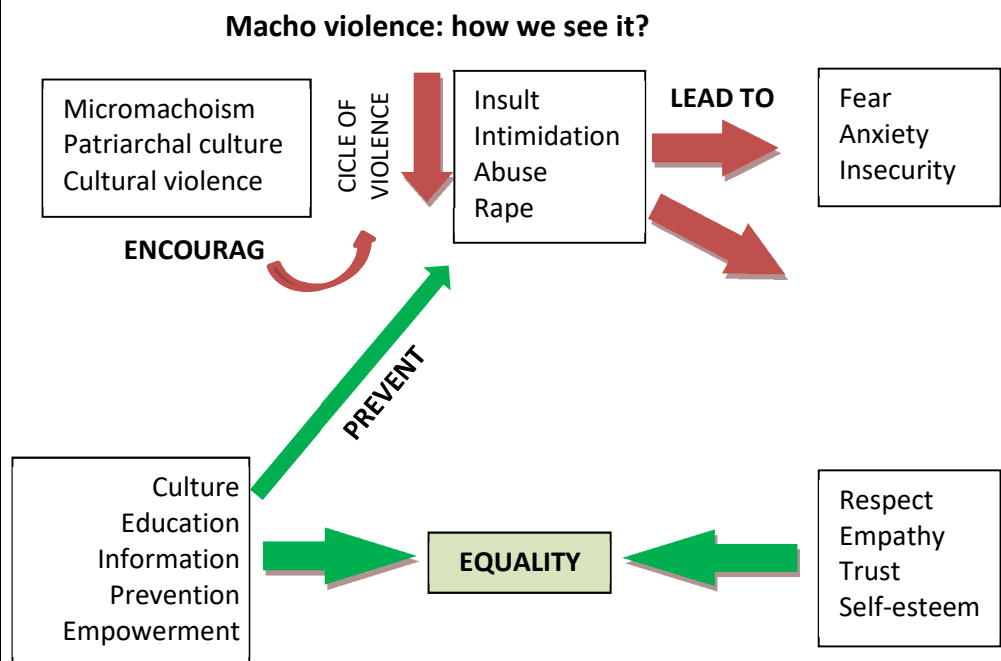 Macho violence: how we see it?
Micromachoism
Patriarchal culture
Cultural violence
ENCOURAG
CICLE OF
VIOLENCE
Insult
Intimidation
Abuse
Rape
LEAD TO
Fear
Anxiety
Insecurity
PREVENT
Culture
Education
Information
Prevention
Empowerment
EQUALITY
Respect
Empathy
Trust
Self-esteem